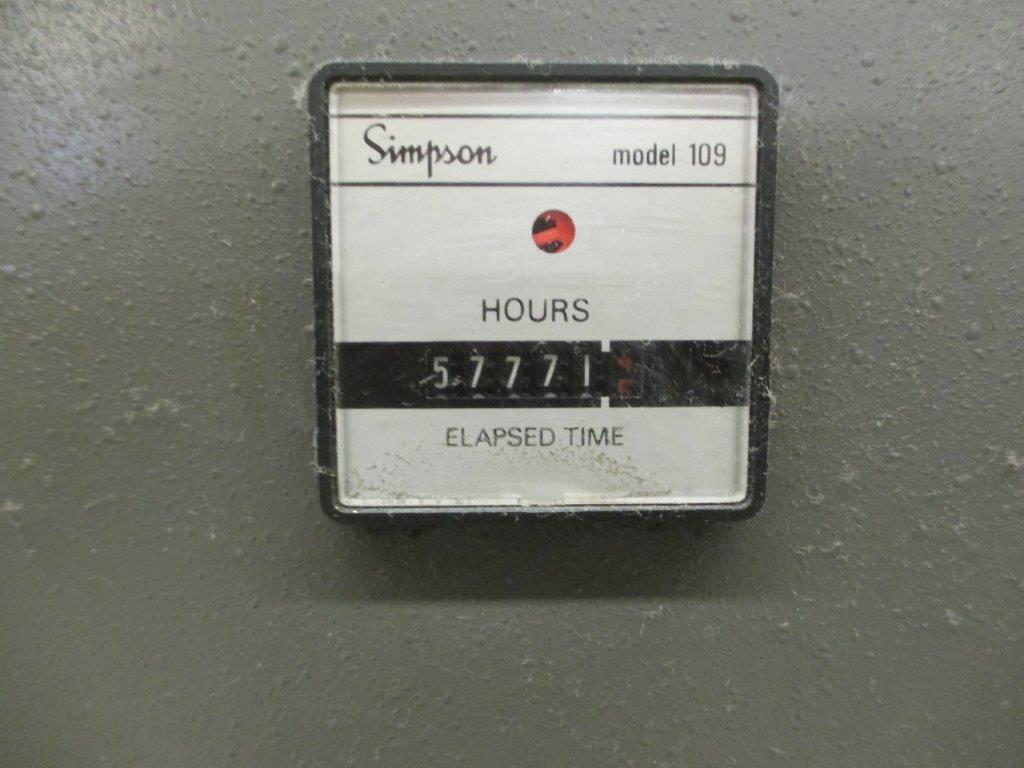 Simpson model 109
HOURS
57771
ELAPSED TIME